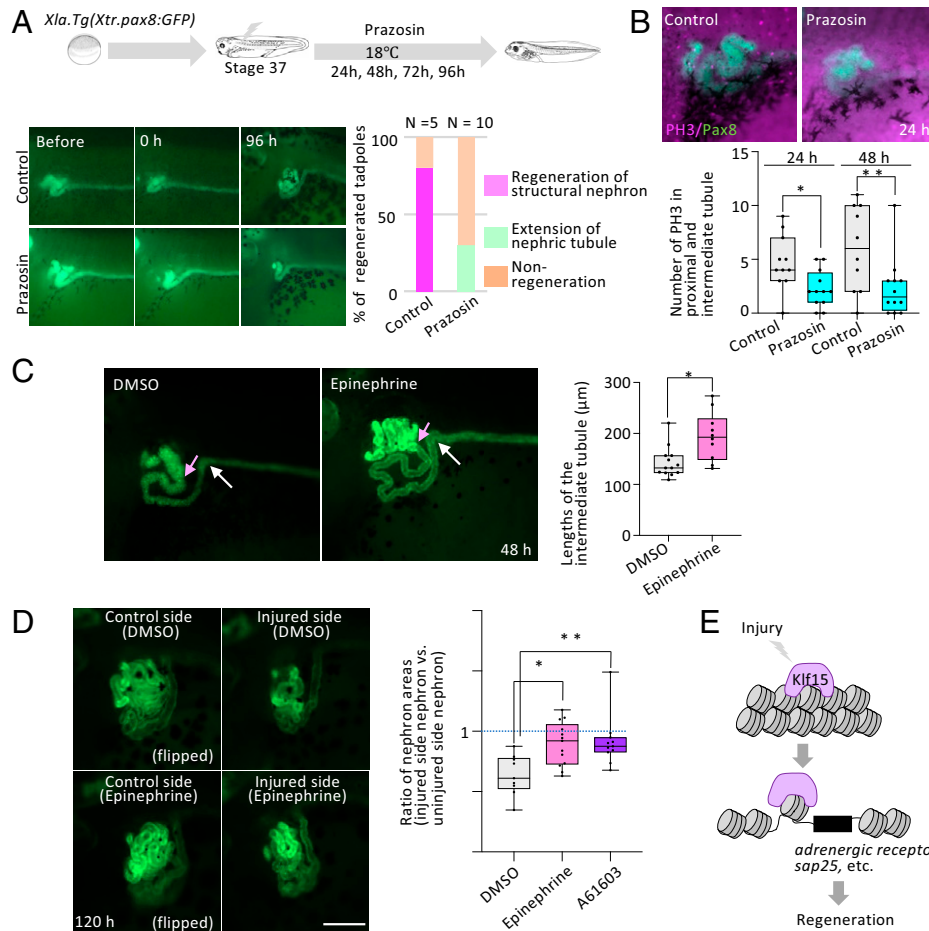 A
Xla.Tg(Xtr.pax8:GFP)
Stage 37
Prazosin
18℃
24h, 48h, 72h, 96h
Before
0 h
96 h
Control
Prazosin
N =5
N = 10
% of regenerated tadpoles
100
50
0
Control
Prazosin
Regeneration of
structural nephron
Extension of
nephric tubule
Non-
regeneration
B
Control
Prazosin
PH3/Pax8
24 h
Number of PH3 in
proximal and
intermediate tubule
15
10
5
0
24 h
48 h
*
* *
Control
Prazosin
Control
Prazosin
C
DMSO
Epinephrine
48 h
Lengths of the
intermediate tubule (μm)
300
200
100
0
*
DMSO
Epinephrine
D
Control side
(DMSO)
Injured side
(DMSO)
(flipped)
Control side
(Epinephrine)
Injured side
(Epinephrine)
120 h
(flipped)
Ratio of nephron areas
(injured side nephron vs.
uninjured side nephron)
1
*
* *
DMSO
Epinephrine
A61603
E
Injury
Klf15
adrenergic recepto
sap25, etc.
Regeneration